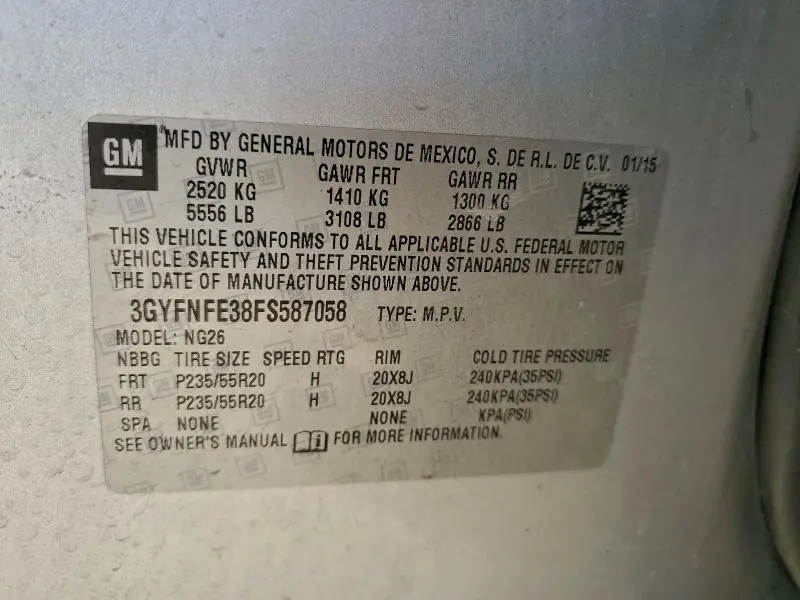 GM MFD BY GENERAL MOTORS DE MEXICO, S. DE R.L. DE C.V. 01/15
GVWR GAWR FRT GAWR RR
2520 KG 1410 KG 1300 KG
5556 LB 3108 LB 2866 LB
THIS VEHICLE CONFORMS TO ALL APPLICABLE U.S. FEDERAL MOTOR
VEHICLE SAFETY AND THEFT PREVENTION STANDARDS IN EFFECT ON
THE DATE OF MANUFACTURE SHOWN ABOVE.
3GYFNFE38FS587058 TYPE: M.P.V.
MODEL: NG26
NBBG TIRE SIZE SPEED RTG RIM COLD TIRE PRESSURE
FRT P235/55R20 H 20X8J 240KPA(35PSI)
RR P235/55R20 H 20X8J 240KPA(35PSI)
SPA NONE NONE KPA(PSI)
SEE OWNER'S MANUAL FOR MORE INFORMATION.